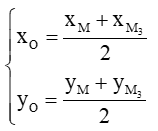 x_O = (x_M + x_{M_3}) / 2
y_O = (y_M + y_{M_3}) / 2